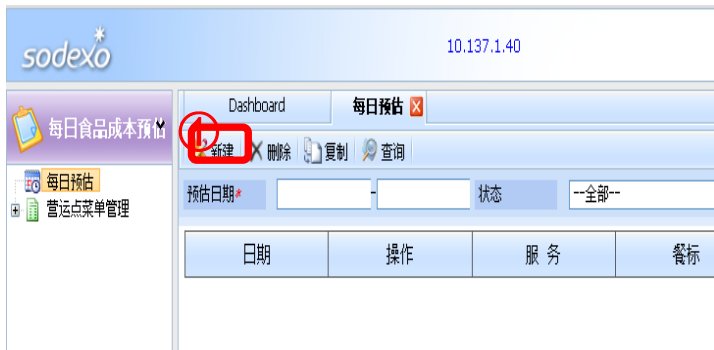 sodexo
10.137.1.40
每日食品成本预估
Dashboard
每日预估
①
新建
删除
复制
查询
每日预估
营运点菜单管理
预估日期* - 状态 --全部--
日期 操作 服 务 餐标